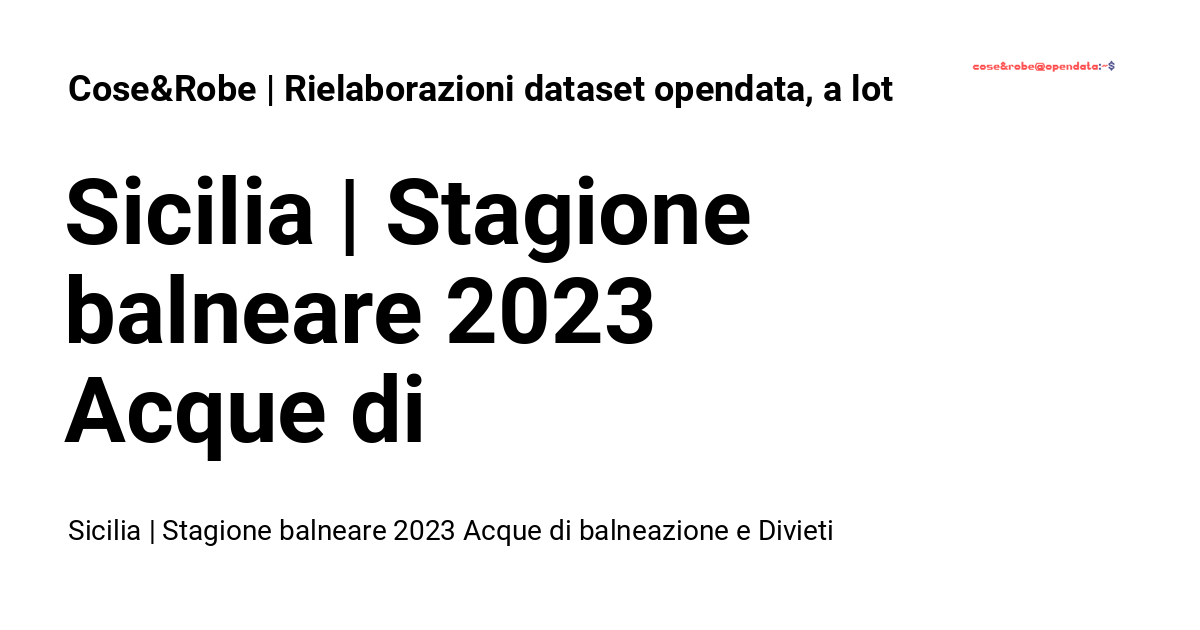 Cose&Robe | Rielaborazioni dataset opendata, a lot
cose&robe@opendata:~$
Sicilia | Stagione
balneare 2023
Acque di
Sicilia | Stagione balneare 2023 Acque di balneazione e Divieti